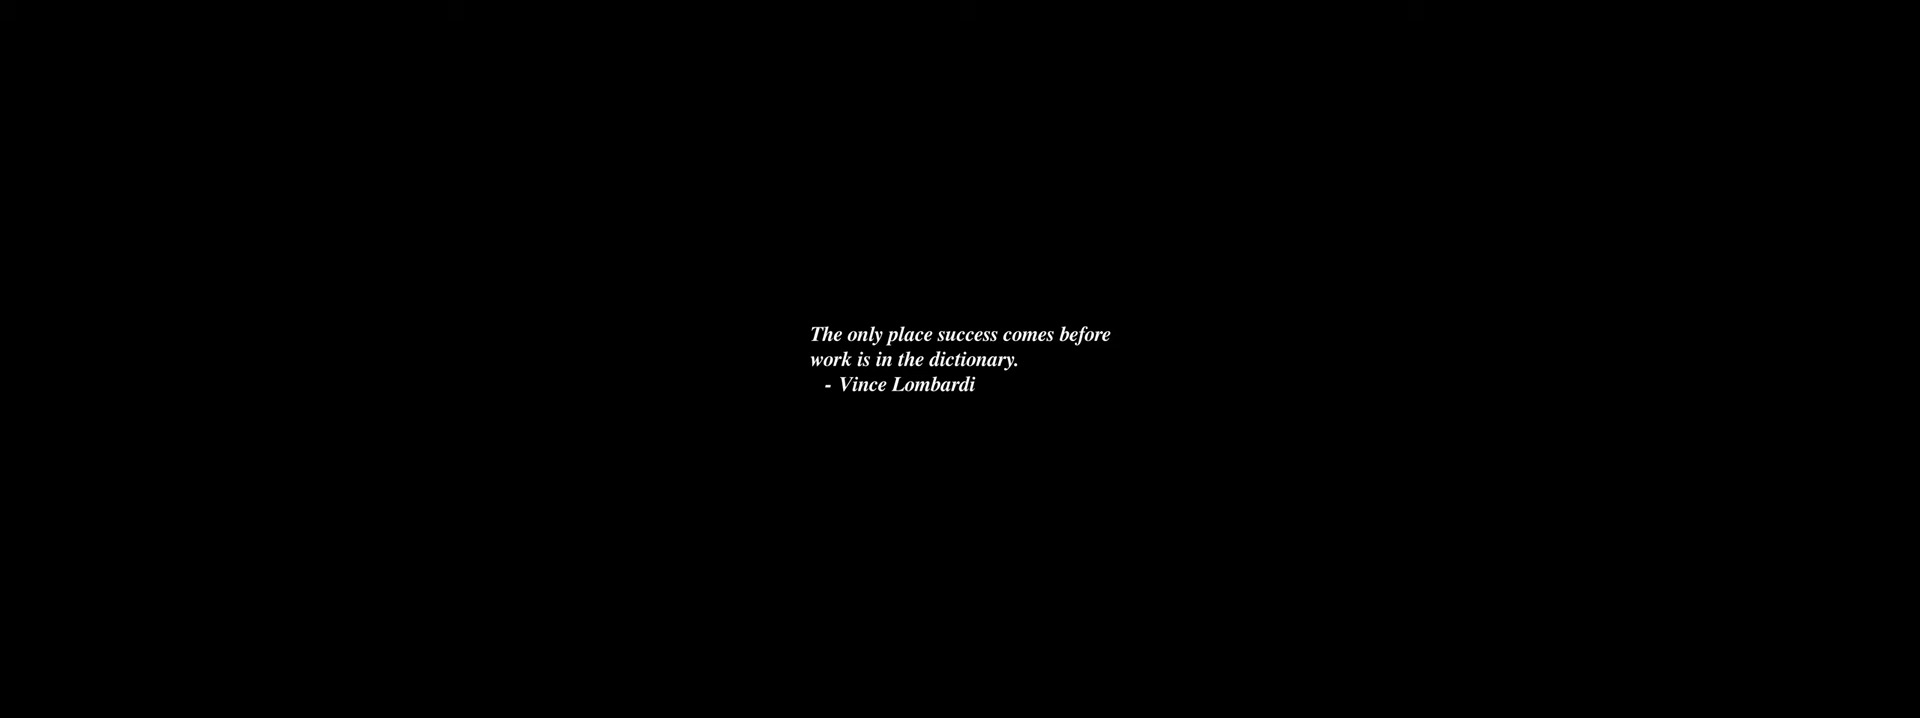 The only place success comes before
work is in the dictionary.
- Vince Lombardi